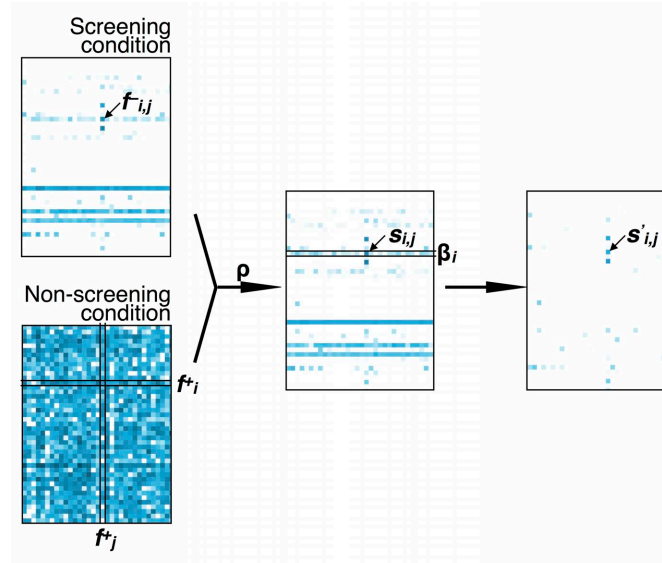 Screening
condition
f⁻i,j
ρ
si,j
βi
s'i,j
Non-screening
condition
f⁺i
f⁺j